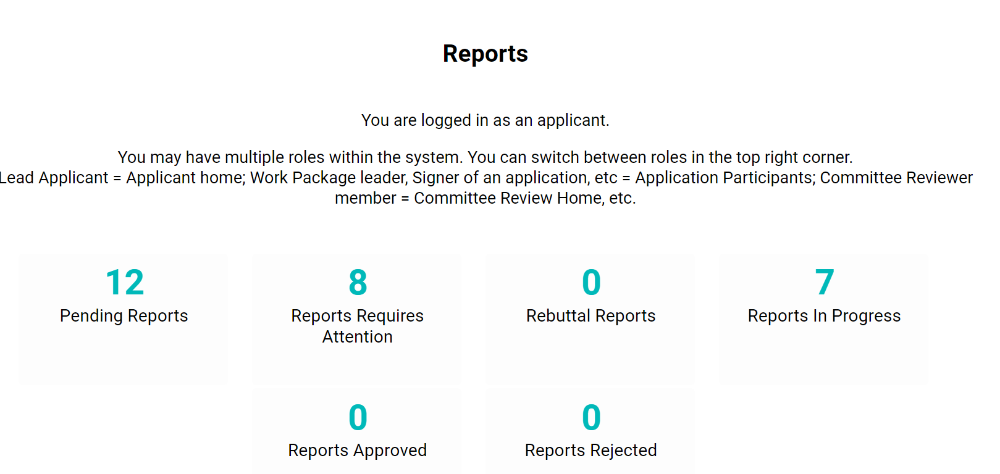 Reports
You are logged in as an applicant.
You may have multiple roles within the system. You can switch between roles in the top right corner.
Lead Applicant = Applicant home; Work Package leader, Signer of an application, etc = Application Participants; Committee Reviewer
member = Committee Review Home, etc.
12
Pending Reports
8
Reports Requires
Attention
0
Rebuttal Reports
7
Reports In Progress
0
Reports Approved
0
Reports Rejected